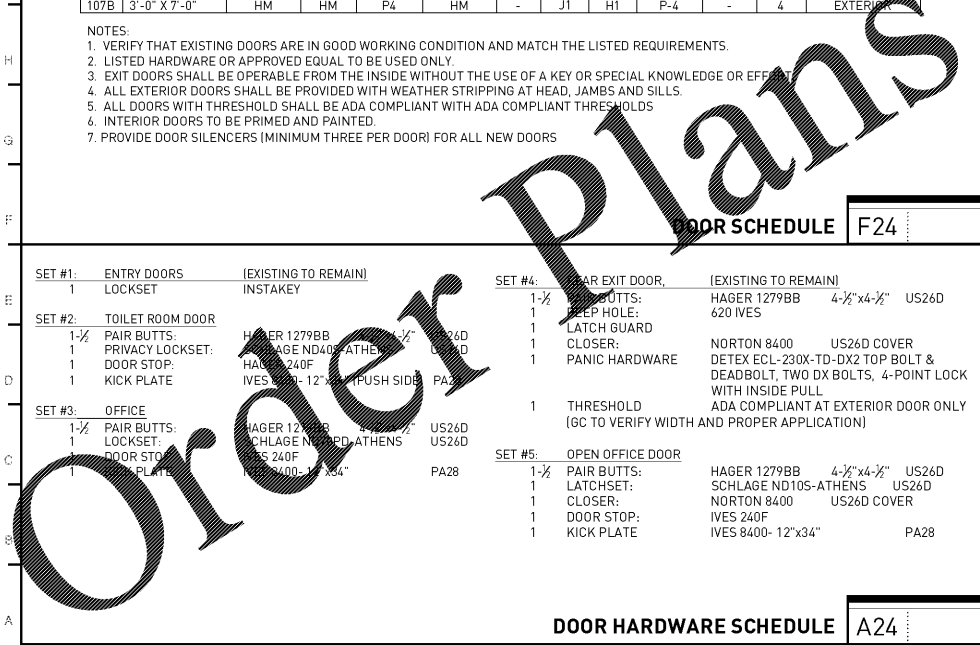 107B 3'-0" X 7'-0" HM HM P4 HM - J1 H1 P-4 - 4 EXTERIOR
NOTES:
1. VERIFY THAT EXISTING DOORS ARE IN GOOD WORKING CONDITION AND MATCH THE LISTED REQUIREMENTS.
2. LISTED HARDWARE OR APPROVED EQUAL TO BE USED ONLY.
3. EXIT DOORS SHALL BE OPERABLE FROM THE INSIDE WITHOUT THE USE OF A KEY OR SPECIAL KNOWLEDGE OR EFFORT.
4. ALL EXTERIOR DOORS SHALL BE PROVIDED WITH WEATHER STRIPPING AT HEAD, JAMBS AND SILLS.
5. ALL DOORS WITH THRESHOLD SHALL BE ADA COMPLIANT WITH ADA COMPLIANT THRESHOLDS
6. INTERIOR DOORS TO BE PRIMED AND PAINTED.
7. PROVIDE DOOR SILENCERS (MINIMUM THREE PER DOOR) FOR ALL NEW DOORS
DOOR SCHEDULE F24
SET #1: ENTRY DOORS (EXISTING TO REMAIN)
1 LOCKSET INSTAKEY
SET #2: TOILET ROOM DOOR
1-½ PAIR BUTTS: HAGER 1279BB 4-½"x4-½" US26D
1 PRIVACY LOCKSET: SCHLAGE ND40S-ATHENS US26D
1 DOOR STOP: HAGER 240F
1 KICK PLATE IVES 8400- 12"x34" (PUSH SIDE) PA28
SET #3: OFFICE
1-½ PAIR BUTTS: HAGER 1279BB 4-½"x4-½" US26D
1 LOCKSET: SCHLAGE ATHENS US26D
1 DOOR STOP: IVES 240F
1 KICK PLATE IVES 8400- 12"x34" PA28
SET #4: REAR EXIT DOOR, (EXISTING TO REMAIN)
1-½ PAIR BUTTS: HAGER 1279BB 4-½"x4-½" US26D
1 PEEP HOLE: 620 IVES
1 LATCH GUARD
1 CLOSER: NORTON 8400 US26D COVER
1 PANIC HARDWARE DETEX ECL-230X-TD-DX2 TOP BOLT &
DEADBOLT, TWO DX BOLTS, 4-POINT LOCK
WITH INSIDE PULL
1 THRESHOLD ADA COMPLIANT AT EXTERIOR DOOR ONLY
(GC TO VERIFY WIDTH AND PROPER APPLICATION)
SET #5: OPEN OFFICE DOOR
1-½ PAIR BUTTS: HAGER 1279BB 4-½"x4-½" US26D
1 LATCHSET: SCHLAGE ND10S-ATHENS US26D
1 CLOSER: NORTON 8400 US26D COVER
1 DOOR STOP: IVES 240F
1 KICK PLATE IVES 8400- 12"x34" PA28
DOOR HARDWARE SCHEDULE A24
H
G
F
E
D
C
B
A
Order Plans